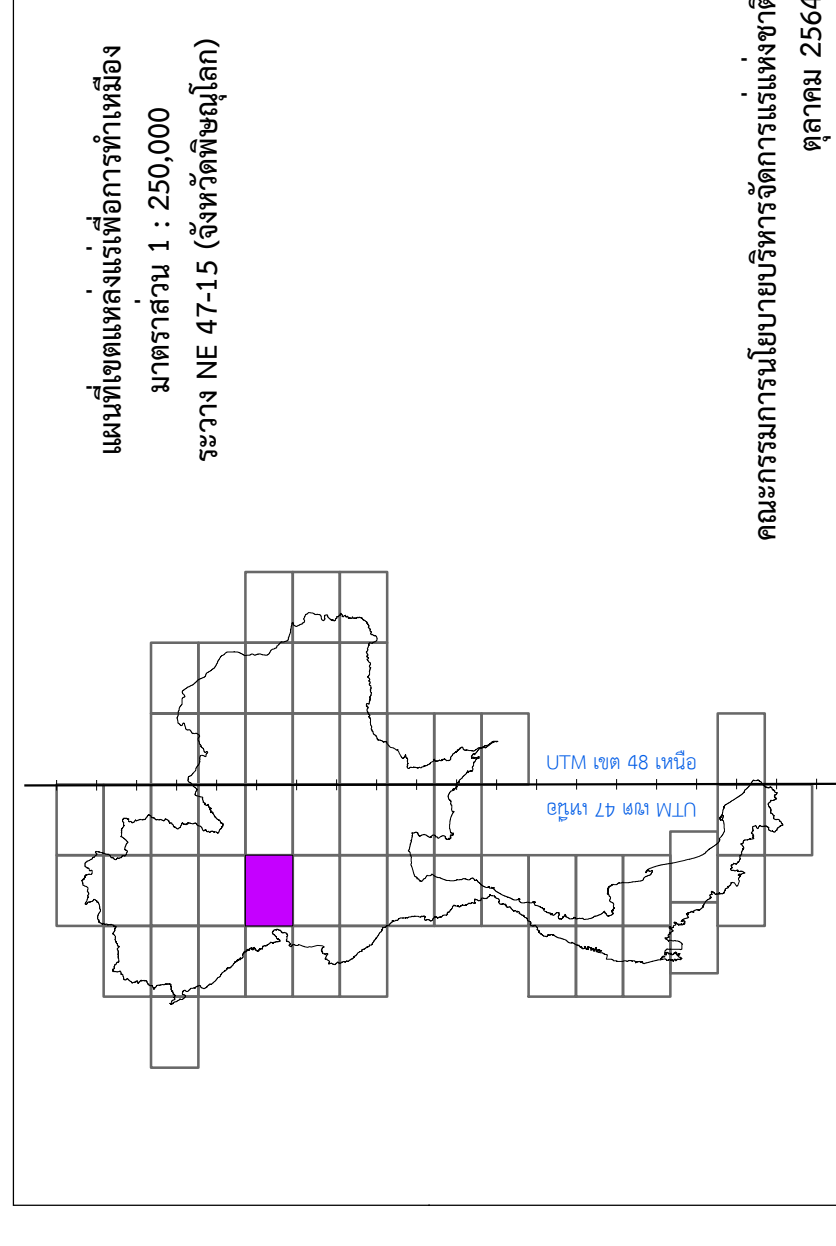 แผนที่เขตแหล่งแร่เพื่อการทำเหมือง
มาตราส่วน 1 : 250,000
ระวาง NE 47-15 (จังหวัดพิษณุโลก)
UTM เขต 48 เหนือ
UTM เขต 47 เหนือ
คณะกรรมการนโยบายบริหารจัดการแร่แห่งชาติ
ตุลาคม 2564